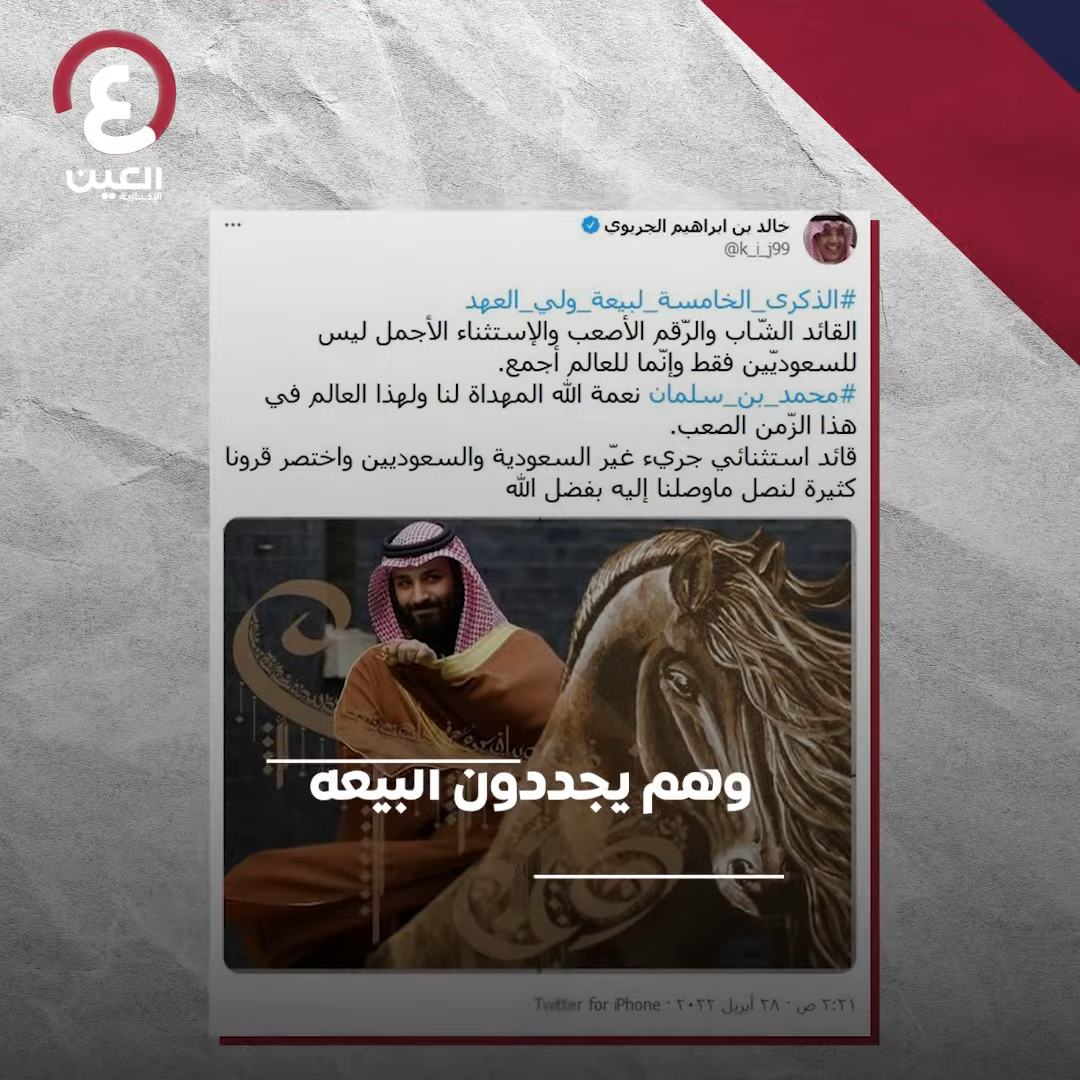 ع
العين
الإخبارية
خالد بن ابراهيم الجريوي
@k_i_j99
#الذكرى_الخامسة_لبيعة_ولي_العهد
القائد الشّاب والرّقم الأصعب والإستثناء الأجمل ليس
للسعوديّين فقط وإنّما للعالم أجمع.
#محمد_بن_سلمان نعمة الله المهداة لنا ولهذا العالم في
هذا الزّمن الصعب.
قائد استثنائي جريء غيّر السعودية والسعوديين واختصر قرونا
كثيرة لنصل ماوصلنا إليه بفضل الله
وهم يجددون البيعه
٢:٢١ ص · ٢٨ أبريل ٢٠٢٢ · Twitter for iPhone